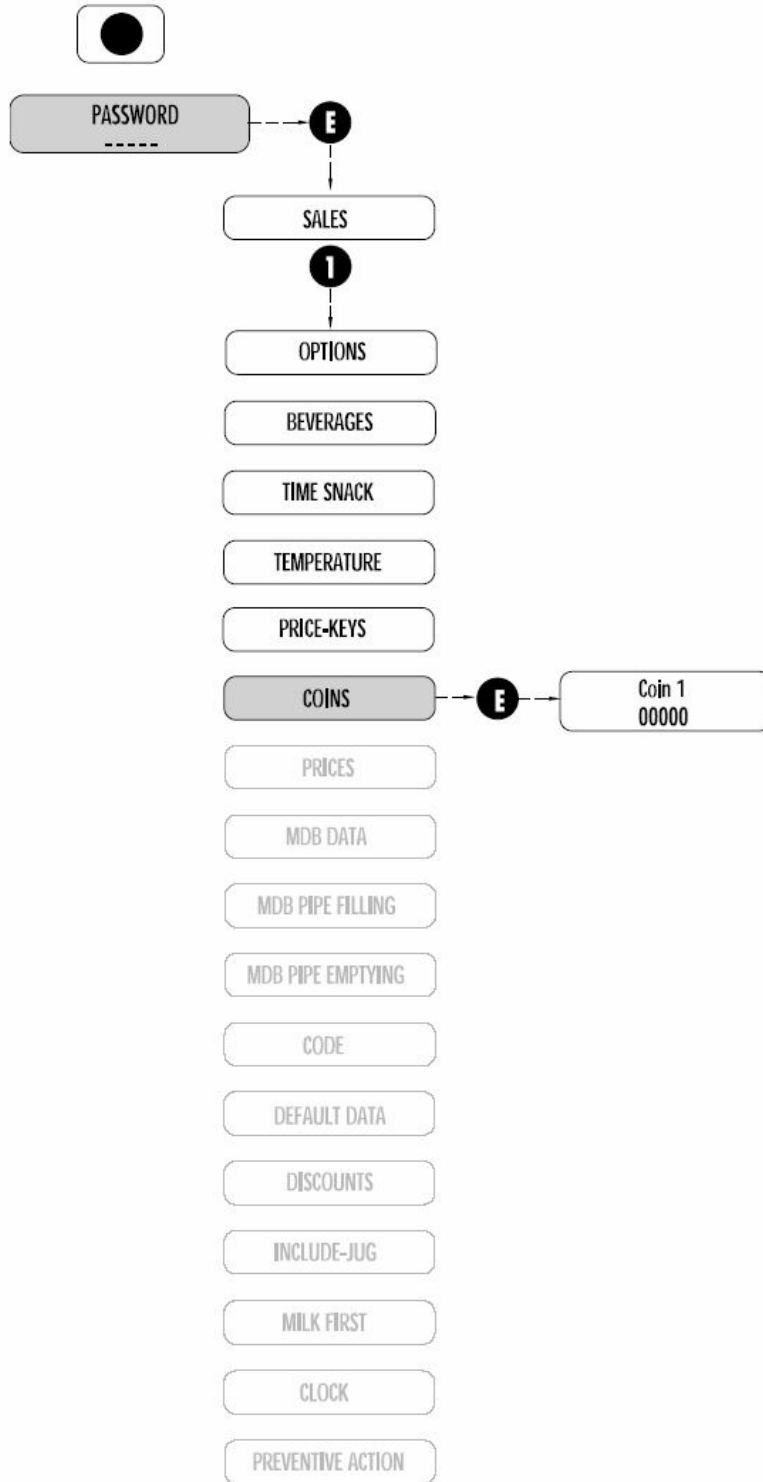 PASSWORD
-----
E
SALES
1
OPTIONS
BEVERAGES
TIME SNACK
TEMPERATURE
PRICE-KEYS
COINS
E
Coin 1
00000
PRICES
MDB DATA
MDB PIPE FILLING
MDB PIPE EMPTYING
CODE
DEFAULT DATA
DISCOUNTS
INCLUDE-JUG
MILK FIRST
CLOCK
PREVENTIVE ACTION